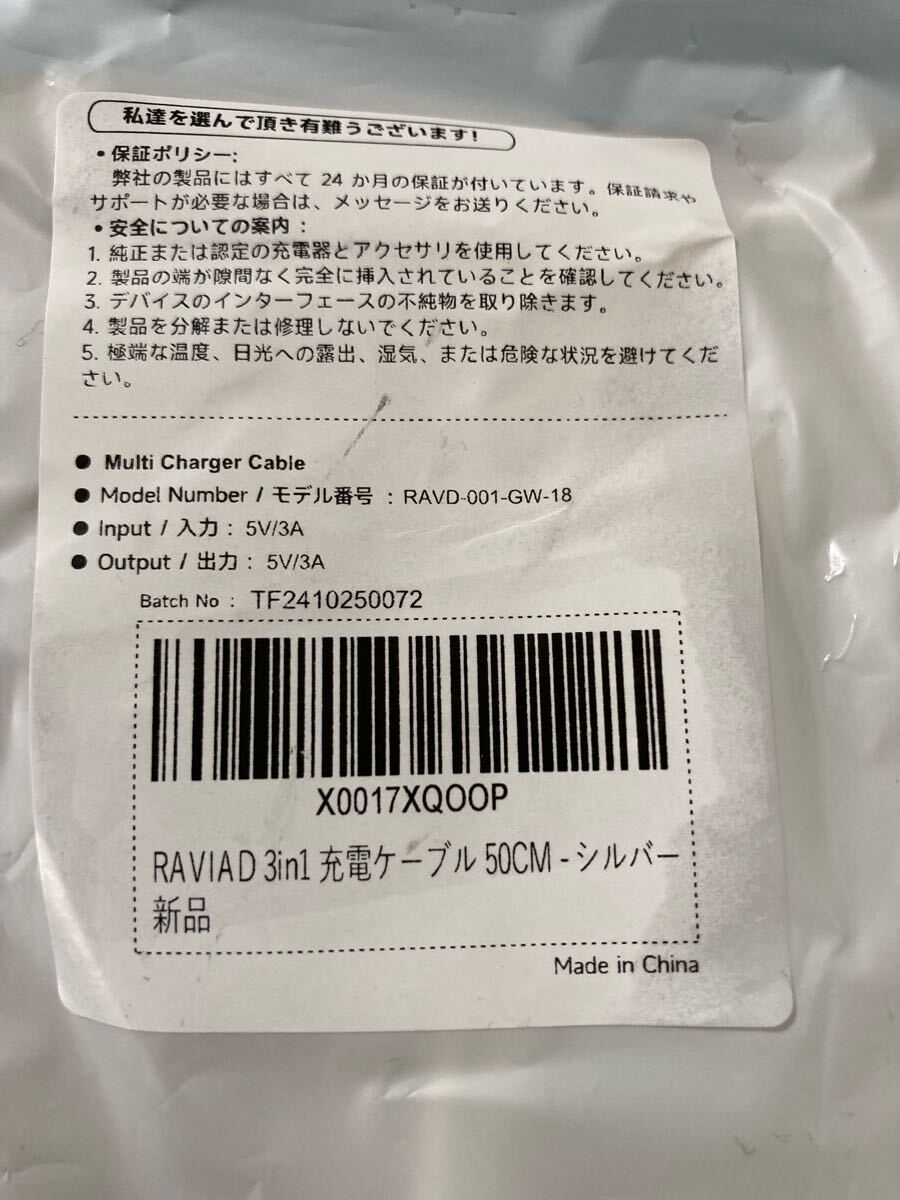 私達を選んで頂き有難うございます!
• 保証ポリシー:
弊社の製品にはすべて 24 か月の保証が付いています。保証請求や
サポートが必要な場合は、メッセージをお送りください。
• 安全についての案内 :
1. 純正または認定の充電器とアクセサリを使用してください。
2. 製品の端が隙間なく完全に挿入されていることを確認してください。
3. デバイスのインターフェースの不純物を取り除きます。
4. 製品を分解または修理しないでください。
5. 極端な温度、日光への露出、湿気、または危険な状況を避けてくだ
さい。
● Multi Charger Cable
● Model Number / モデル番号 : RAVD-001-GW-18
● Input / 入力 : 5V/3A
● Output / 出力 : 5V/3A
Batch No : TF2410250072
X0017XQOOP
RAVIAD 3in1 充電ケーブル 50CM - シルバー
新品
Made in China